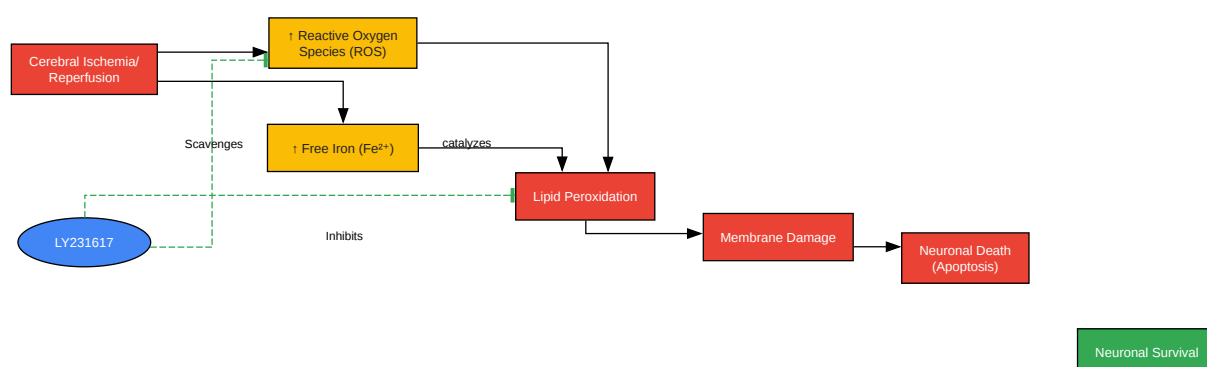 Cerebral Ischemia/
Reperfusion
↑ Reactive Oxygen
Species (ROS)
Scavenges
↑ Free Iron (Fe²⁺)
catalyzes
Lipid Peroxidation
LY231617
Inhibits
Membrane Damage
Neuronal Death
(Apoptosis)
Neuronal Survival